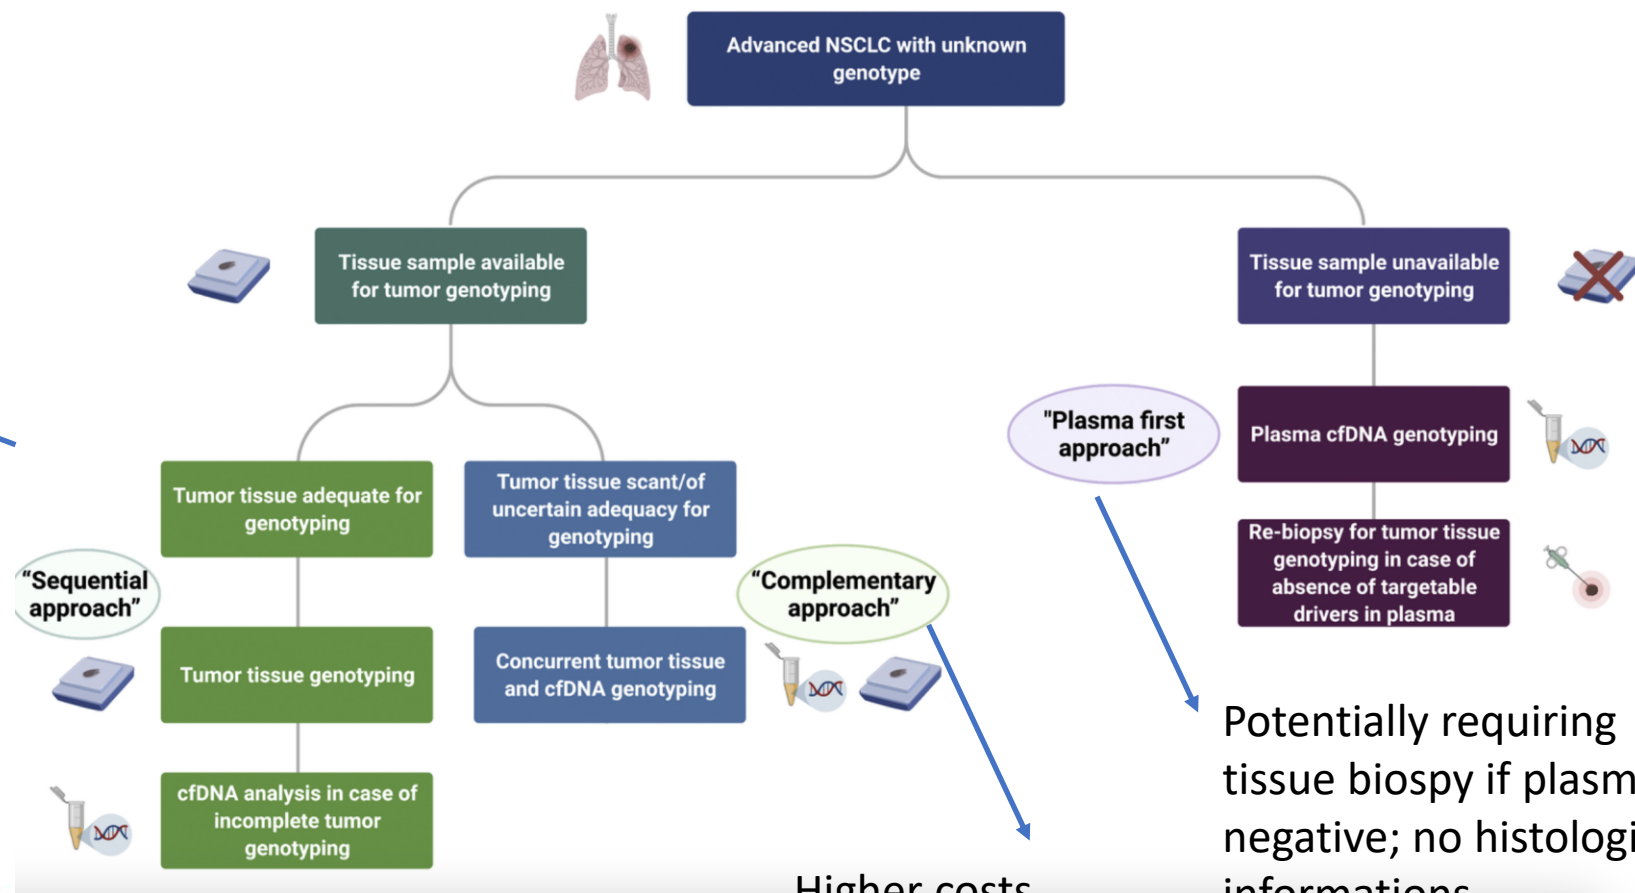 Advanced NSCLC with unknown
genotype
Tissue sample available
for tumor genotyping
Tissue sample unavailable
for tumor genotyping
"Plasma first
approach”
Plasma cfDNA genotyping
Tumor tissue adequate for
genotyping
Tumor tissue scant/of
uncertain adequacy for
genotyping
Re-biopsy for tumor tissue
genotyping in case of
absence of targetable
drivers in plasma
“Sequential
approach”
“Complementary
approach”
Tumor tissue genotyping
Concurrent tumor tissue
and cfDNA genotyping
cfDNA analysis in case of
incomplete tumor
genotyping
Potentially requiring
tissue biospy if plasm
negative; no histologi
informations
Higher costs